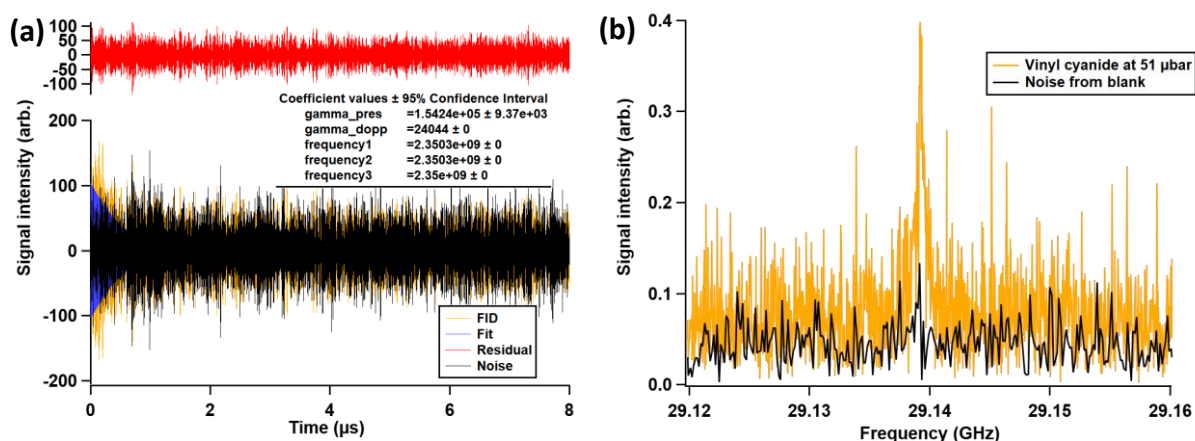 (a)
100
50
0
-50
-100
Signal intensity (arb.)
200
100
0
-100
-200
Coefficient values ± 95% Confidence Interval
gamma_pres =1.5424e+05 ± 9.37e+03
gamma_dopp =24044 ± 0
frequency1 =2.3503e+09 ± 0
frequency2 =2.3503e+09 ± 0
frequency3 =2.35e+09 ± 0
FID
Fit
Residual
Noise
0 2 4 6 8
Time (µs)
(b)
Signal intensity (arb.)
0.4
0.3
0.2
0.1
0.0
Vinyl cyanide at 51 µbar
Noise from blank
29.12 29.13 29.14 29.15 29.16
Frequency (GHz)